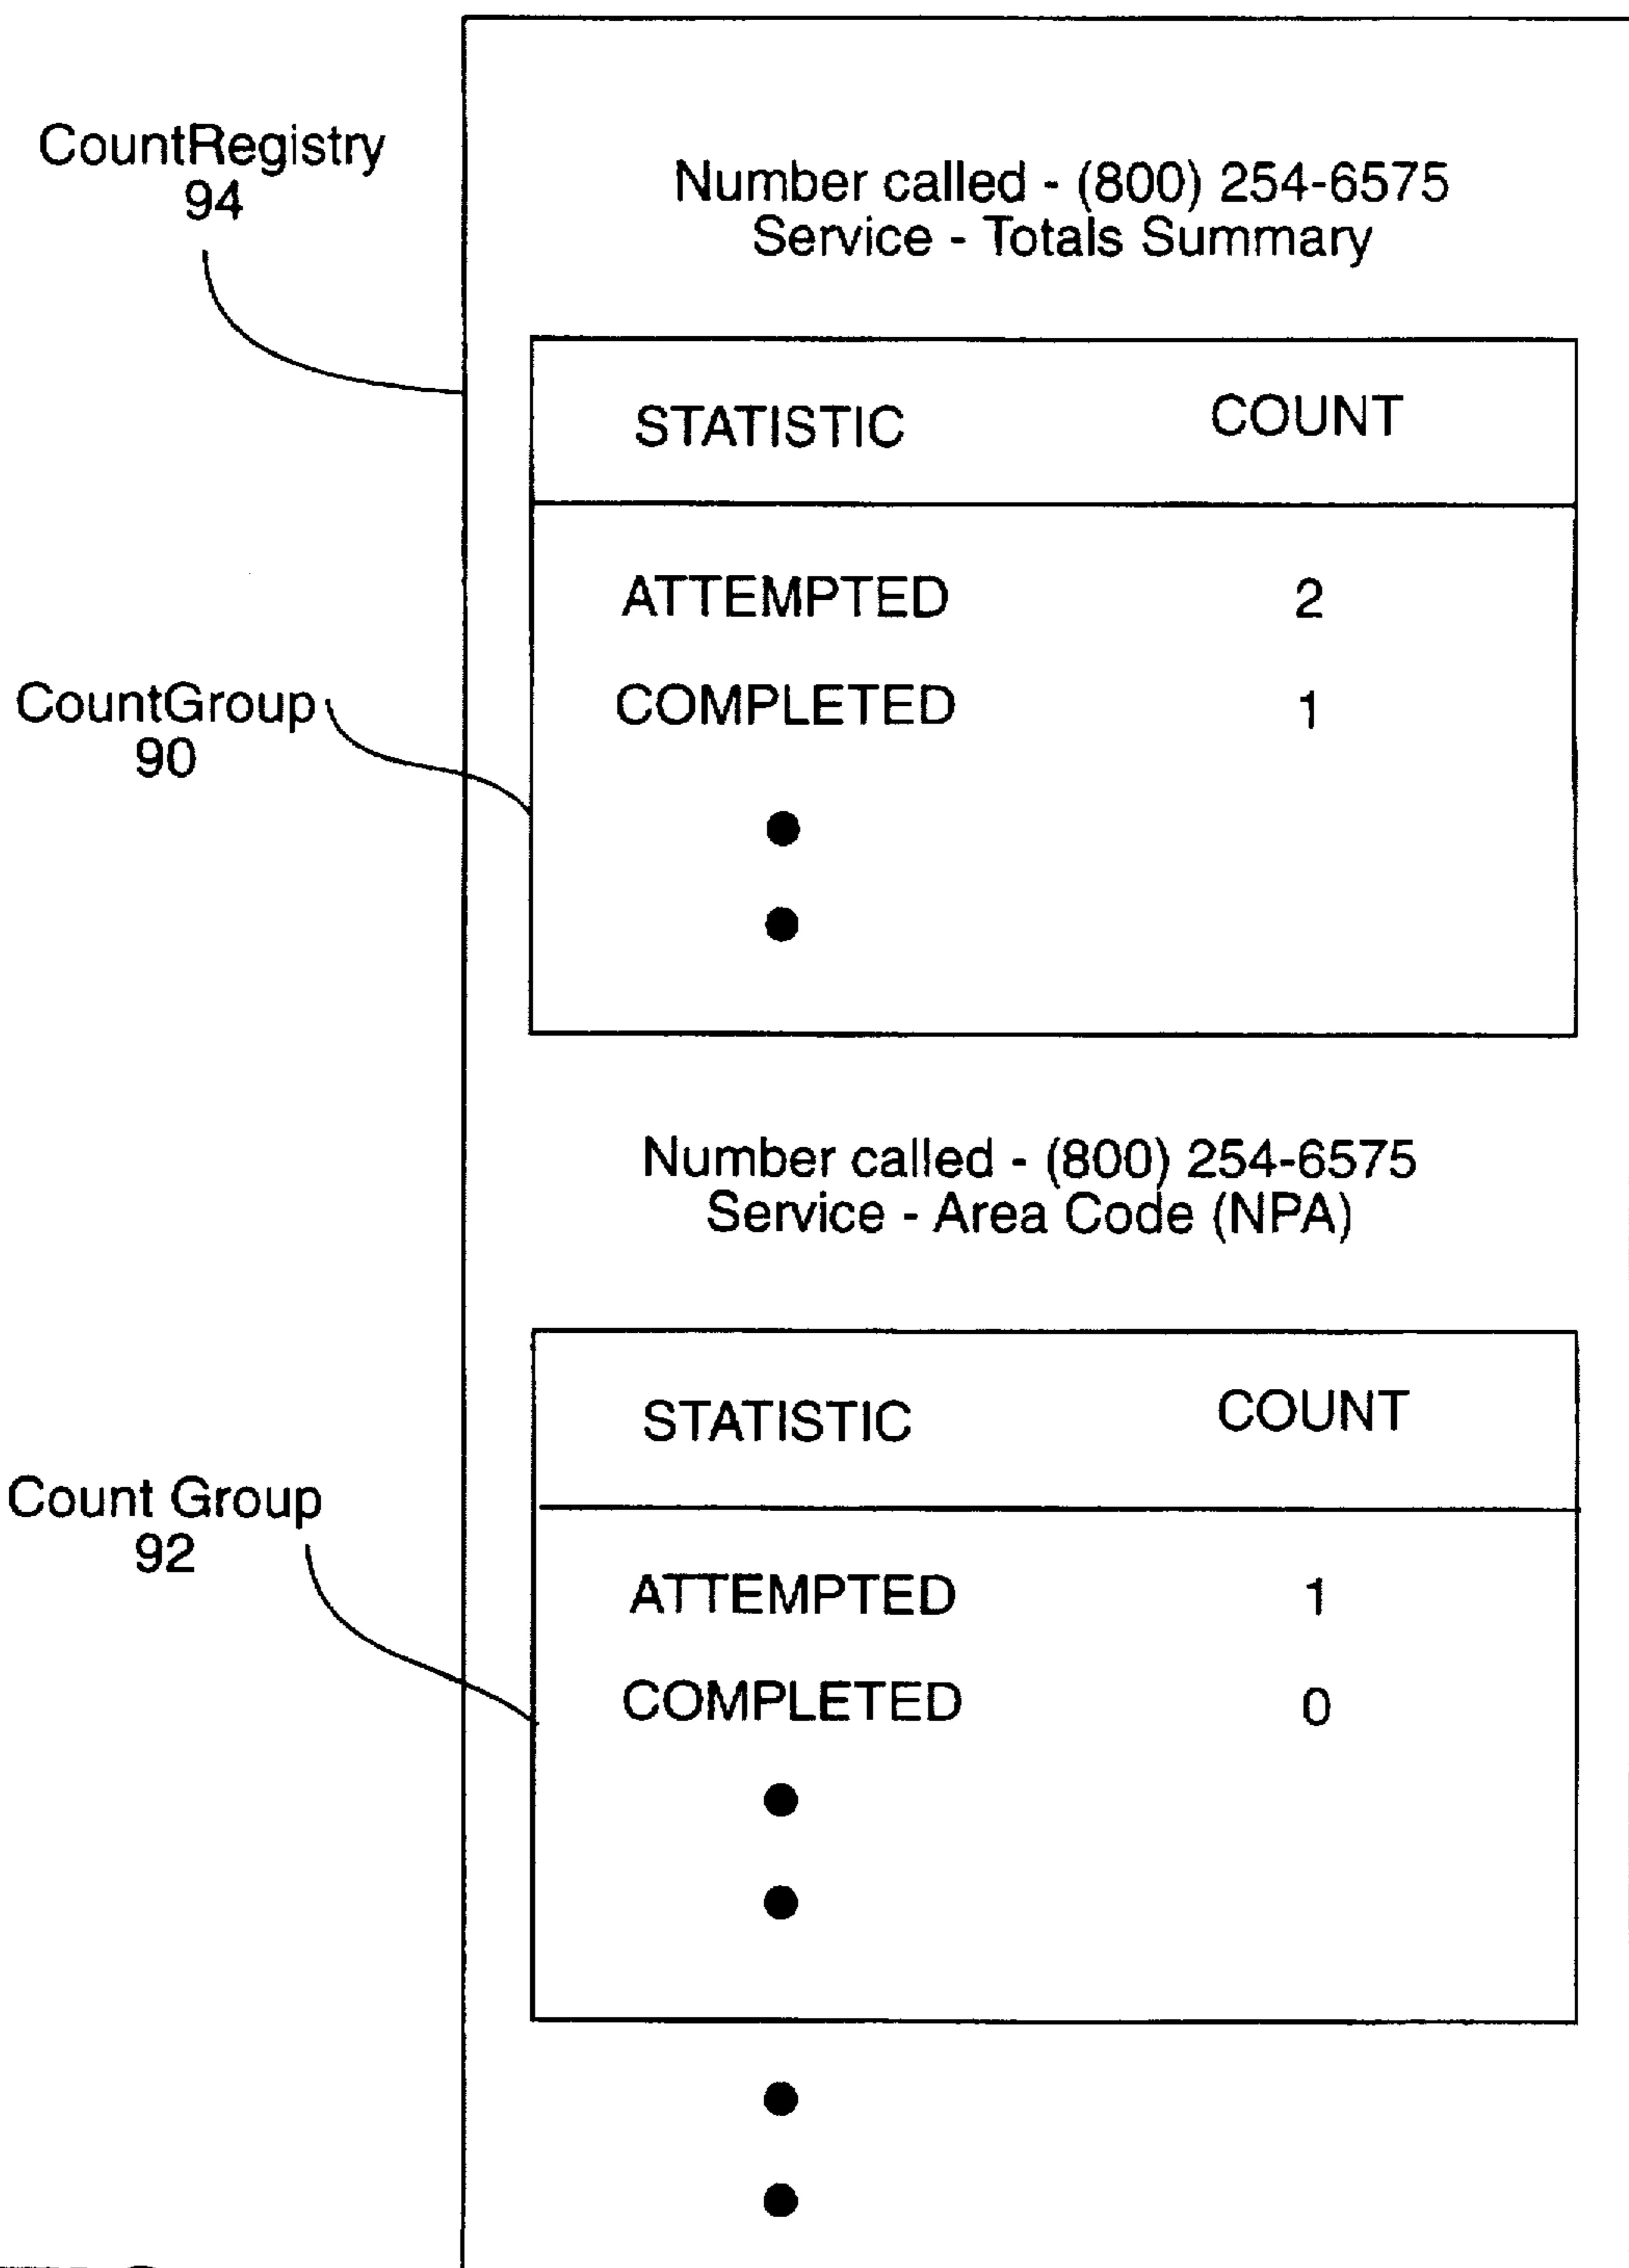 CountRegistry
94
Number called - (800) 254-6575
Service - Totals Summary
STATISTIC COUNT
ATTEMPTED 2
COMPLETED 1
CountGroup
90
Number called - (800) 254-6575
Service - Area Code (NPA)
STATISTIC COUNT
Count Group
92
ATTEMPTED 1
COMPLETED 0